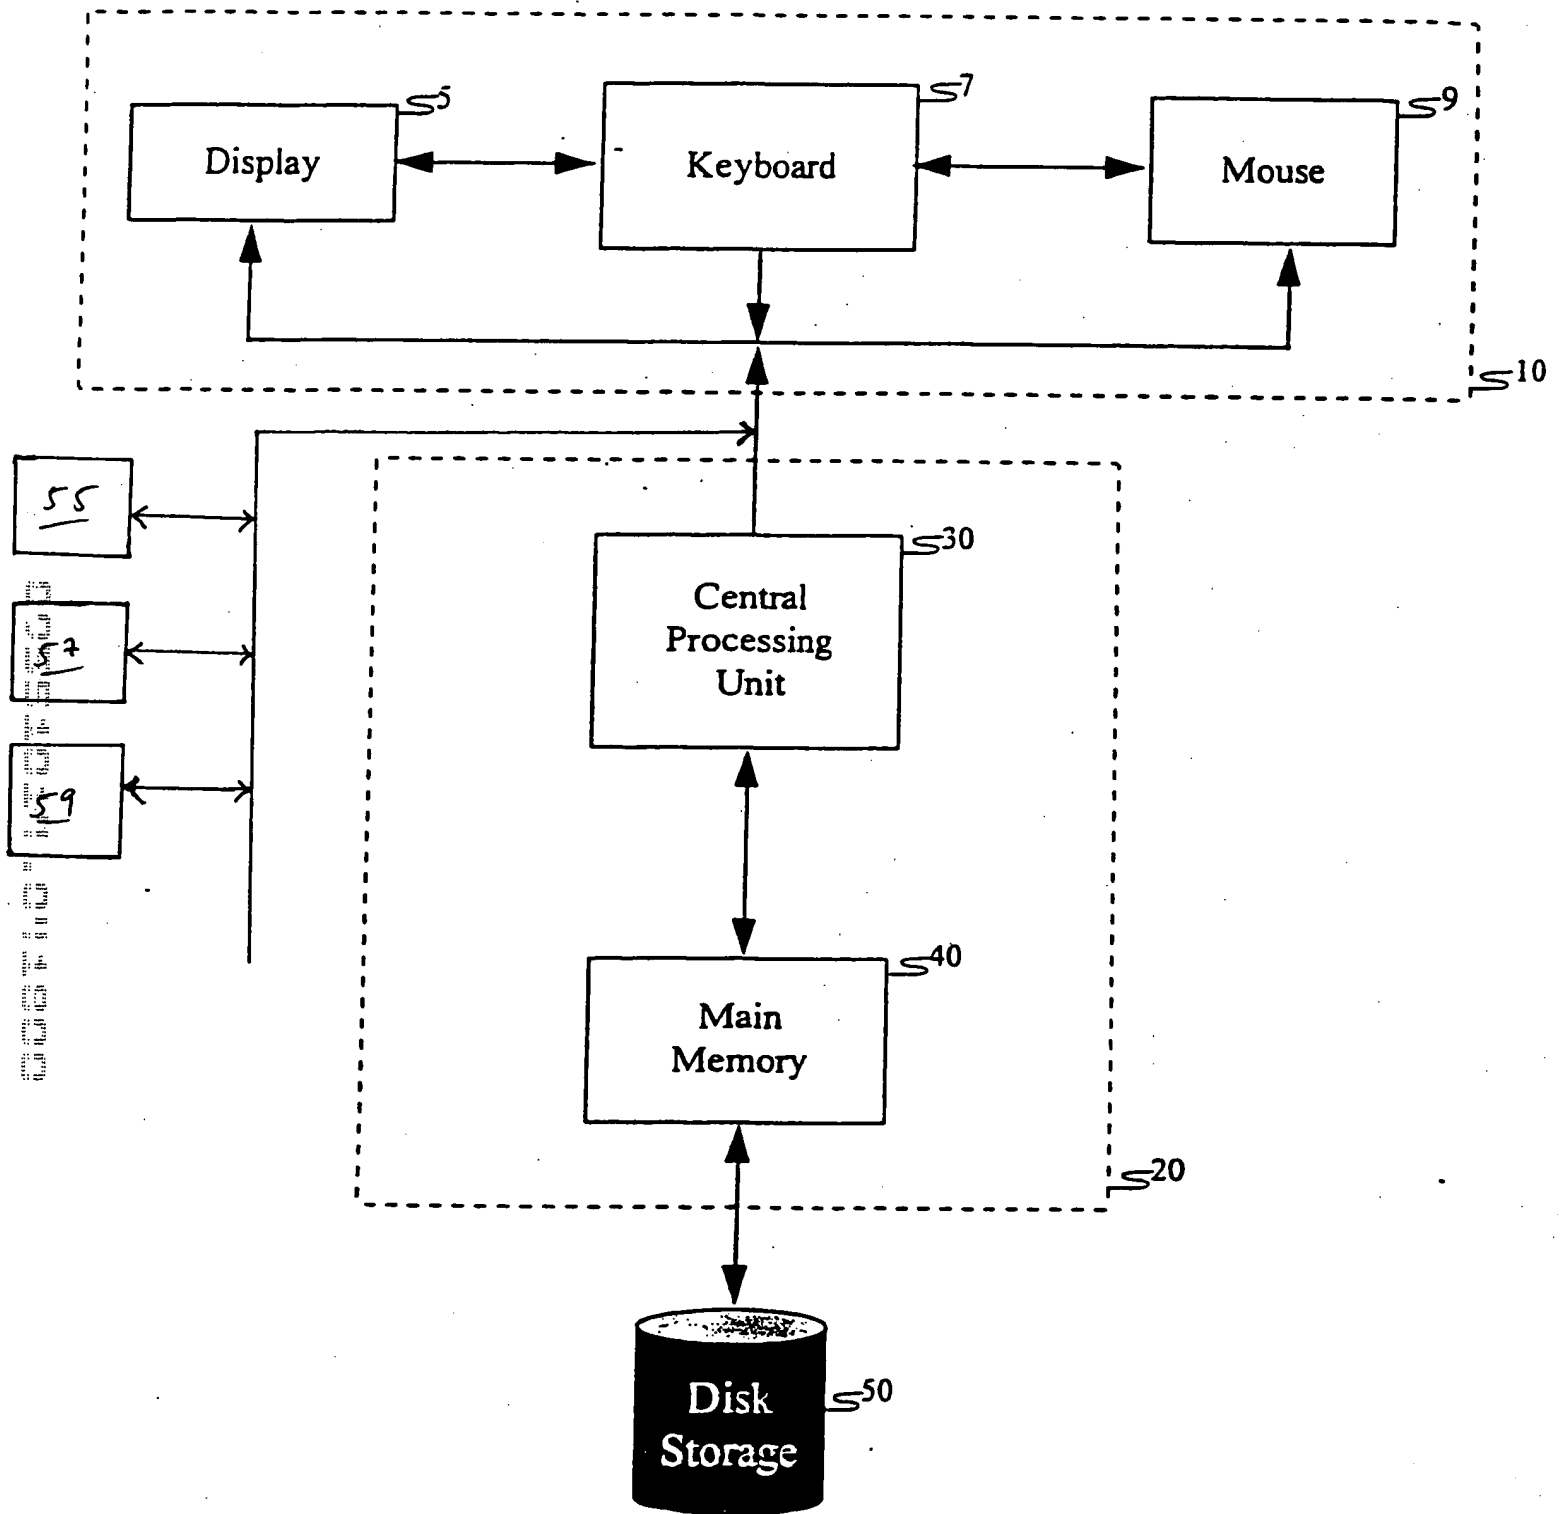 5
Display
7
Keyboard
9
Mouse
10
55
57
59
30
Central
Processing
Unit
40
Main
Memory
20
50
Disk
Storage